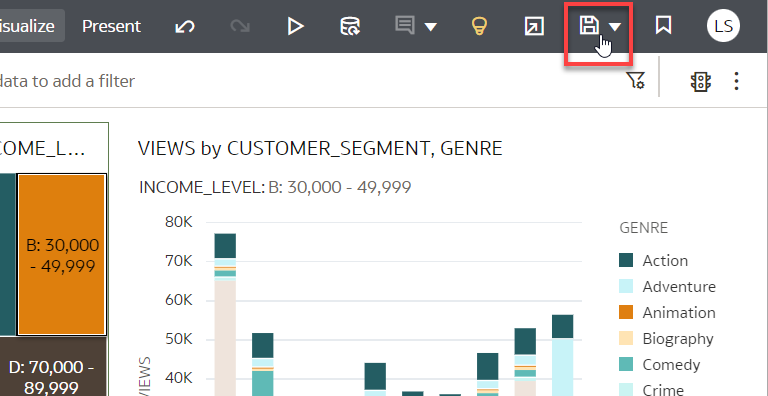 isualize Present LS
data to add a filter
COME_L...
VIEWS by CUSTOMER_SEGMENT, GENRE
INCOME_LEVEL: B: 30,000 - 49,999
B: 30,000
- 49,999
D: 70,000 -
89,999
VIEWS
80K
70K
60K
50K
40K
GENRE
Action
Adventure
Animation
Biography
Comedy
Crime